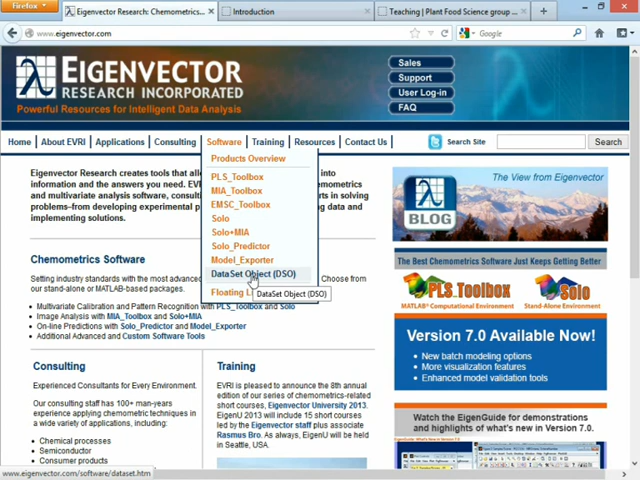 Firefox
Eigenvector Research: Chemometrics...
Introduction
Teaching | Plant Food Science group ...
www.eigenvector.com
Google
EIGENVECTOR
RESEARCH INCORPORATED
Powerful Resources for Intelligent Data Analysis
Sales
Support
User Log-in
FAQ
Home
About EVRI
Applications
Consulting
Software
Training
Resources
Contact Us
Search Site
Search
Products Overview
PLS_Toolbox
MIA_Toolbox
EMSC_Toolbox
Solo
Solo+MIA
Solo_Predictor
Model_Exporter
DataSet Object (DSO)
Floating
DataSet Object (DSO)
Eigenvector Research creates tools that
into
information and the answers you need.
chemometrics
and multivariate analysis software,
from developing experimental
data and
implementing solutions.
Chemometrics Software
Setting industry standards with the most advanced
Choose from
our stand-alone or MATLAB-based packages.
Multivariate Calibration and Pattern Recognition with PLS_Toolbox and Solo
Image Analysis with MIA_Toolbox and Solo+MIA
On-line Predictions with Solo_Predictor and Model_Exporter
Additional Advanced and Custom Software Tools
Consulting
Experienced Consultants for Every Environment.
Our consulting staff has 100+ man-years
experience applying chemometric techniques in
a wide variety of applications, including:
Chemical processes
Semiconductor
Consumer products
Training
EVRI is pleased to announce the 8th annual
edition of our series of chemometrics-related
short courses, Eigenvector University 2013.
EigenU 2013 will include 15 short courses
led by the Eigenvector staff plus associate
Rasmus Bro. As always, EigenU will be held
in Seattle, USA.
The View from Eigenvector
BLOG
The Best Chemometrics Software Just Keeps Getting Better
PLS_Toolbox
MATLAB® Computational Environment
Solo
Stand-Alone Environment
Version 7.0 Available Now!
New batch modeling options
More visualization features
Enhanced model validation tools
Watch the EigenGuide for demonstrations
and highlights of what's new in Version 7.0.
EigenGuide: What's New in Version 7.0
www.eigenvector.com/software/dataset.htm